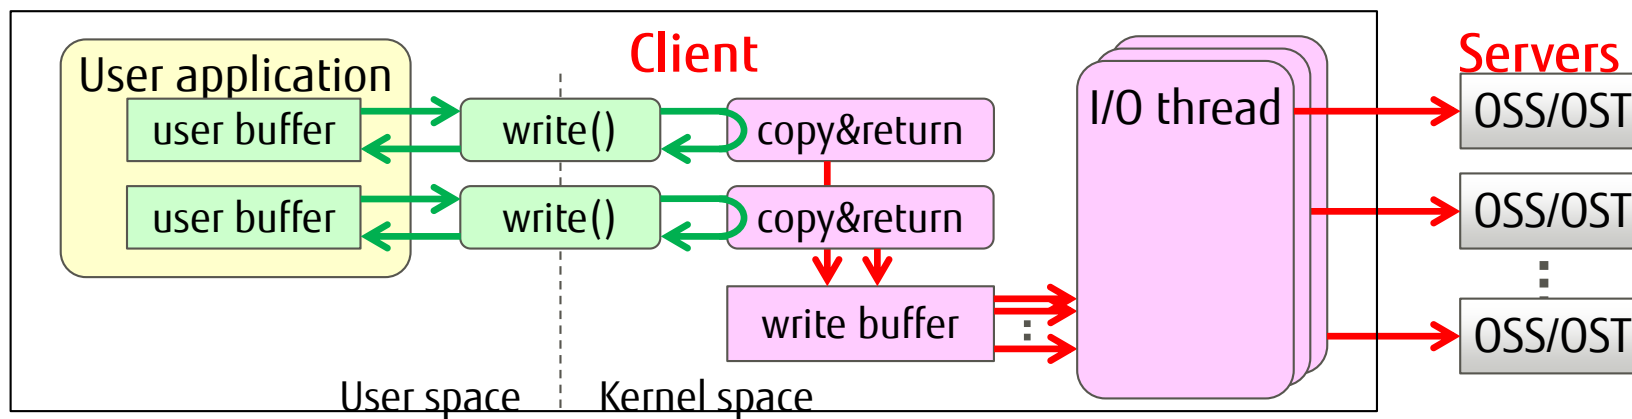 Client
Servers
User application
user buffer
write()
copy&return
I/O thread
OSS/OST
user buffer
write()
copy&return
OSS/OST
write buffer
OSS/OST
User space
Kernel space